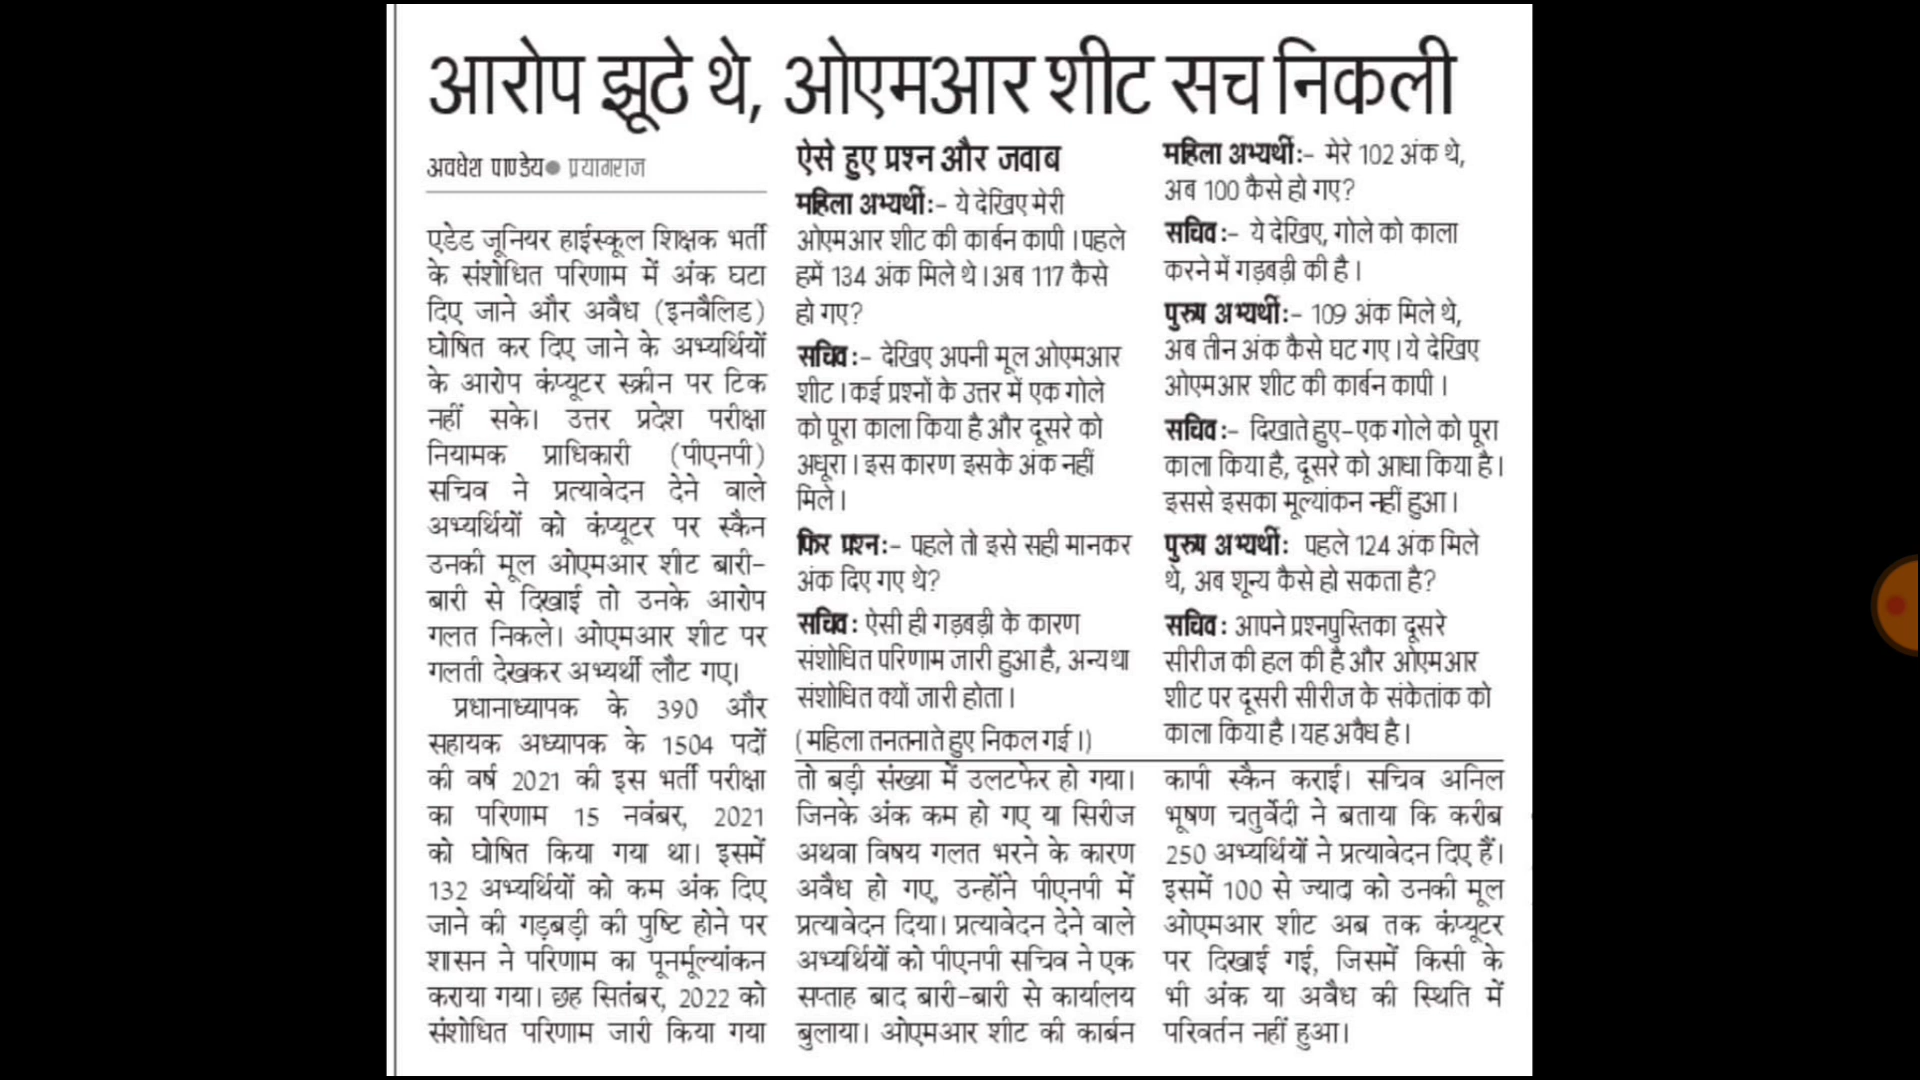 आरोप झूठे थे, ओएमआर शीट सच निकली
अवधेश पाण्डेय● प्रयागराज
एडेड जूनियर हाईस्कूल शिक्षक भर्ती
के संशोधित परिणाम में अंक घटा
दिए जाने और अवैध (इनवैलिड)
घोषित कर दिए जाने के अभ्यर्थियों
के आरोप कंप्यूटर स्क्रीन पर टिक
नहीं सके। उत्तर प्रदेश परीक्षा
नियामक प्राधिकारी (पीएनपी)
सचिव ने प्रत्यावेदन देने वाले
अभ्यर्थियों को कंप्यूटर पर स्कैन
उनकी मूल ओएमआर शीट बारी-
बारी से दिखाई तो उनके आरोप
गलत निकले। ओएमआर शीट पर
गलती देखकर अभ्यर्थी लौट गए।
प्रधानाध्यापक के 390 और
सहायक अध्यापक के 1504 पदों
की वर्ष 2021 की इस भर्ती परीक्षा
का परिणाम 15 नवंबर, 2021
को घोषित किया गया था। इसमें
132 अभ्यर्थियों को कम अंक दिए
जाने की गड़बड़ी की पुष्टि होने पर
शासन ने परिणाम का पूनर्मूल्यांकन
कराया गया। छह सितंबर, 2022 को
संशोधित परिणाम जारी किया गया
ऐसे हुए प्रश्न और जवाब
महिला अभ्यर्थी:- ये देखिए मेरी
ओएमआर शीट की कार्बन कापी।पहले
हमें 134 अंक मिले थे।अब 117 कैसे
हो गए?
सचिव:- देखिए अपनी मूल ओएमआर
शीट।कई प्रश्नों के उत्तर में एक गोले
को पूरा काला किया है और दूसरे को
अधूरा।इस कारण इसके अंक नहीं
मिले।
फिर प्रश्न:- पहले तो इसे सही मानकर
अंक दिए गए थे?
सचिव: ऐसी ही गड़बड़ी के कारण
संशोधित परिणाम जारी हुआ है, अन्यथा
संशोधित क्यों जारी होता।
(महिला तनतनाते हुए निकल गई।)
महिला अभ्यर्थी:- मेरे 102 अंक थे,
अब 100 कैसे हो गए?
सचिव:- ये देखिए, गोले को काला
करने में गड़बड़ी की है।
पुरुष अभ्यर्थी:- 109 अंक मिले थे,
अब तीन अंक कैसे घट गए।ये देखिए
ओएमआर शीट की कार्बन कापी।
सचिव:- दिखाते हुए-एक गोले को पूरा
काला किया है, दूसरे को आधा किया है।
इससे इसका मूल्यांकन नहीं हुआ।
पुरुष अभ्यर्थी: पहले 124 अंक मिले
थे, अब शून्य कैसे हो सकता है?
सचिव: आपने प्रश्नपुस्तिका दूसरे
सीरीज की हल की है और ओएमआर
शीट पर दूसरी सीरीज के संकेतांक को
काला किया है।यह अवैध है।
तो बड़ी संख्या में उलटफेर हो गया।
जिनके अंक कम हो गए या सिरीज
अथवा विषय गलत भरने के कारण
अवैध हो गए, उन्होंने पीएनपी में
प्रत्यावेदन दिया। प्रत्यावेदन देने वाले
अभ्यर्थियों को पीएनपी सचिव ने एक
सप्ताह बाद बारी-बारी से कार्यालय
बुलाया। ओएमआर शीट की कार्बन
कापी स्कैन कराई। सचिव अनिल
भूषण चतुर्वेदी ने बताया कि करीब
250 अभ्यर्थियों ने प्रत्यावेदन दिए हैं।
इसमें 100 से ज्यादा को उनकी मूल
ओएमआर शीट अब तक कंप्यूटर
पर दिखाई गई, जिसमें किसी के
भी अंक या अवैध की स्थिति में
परिवर्तन नहीं हुआ।